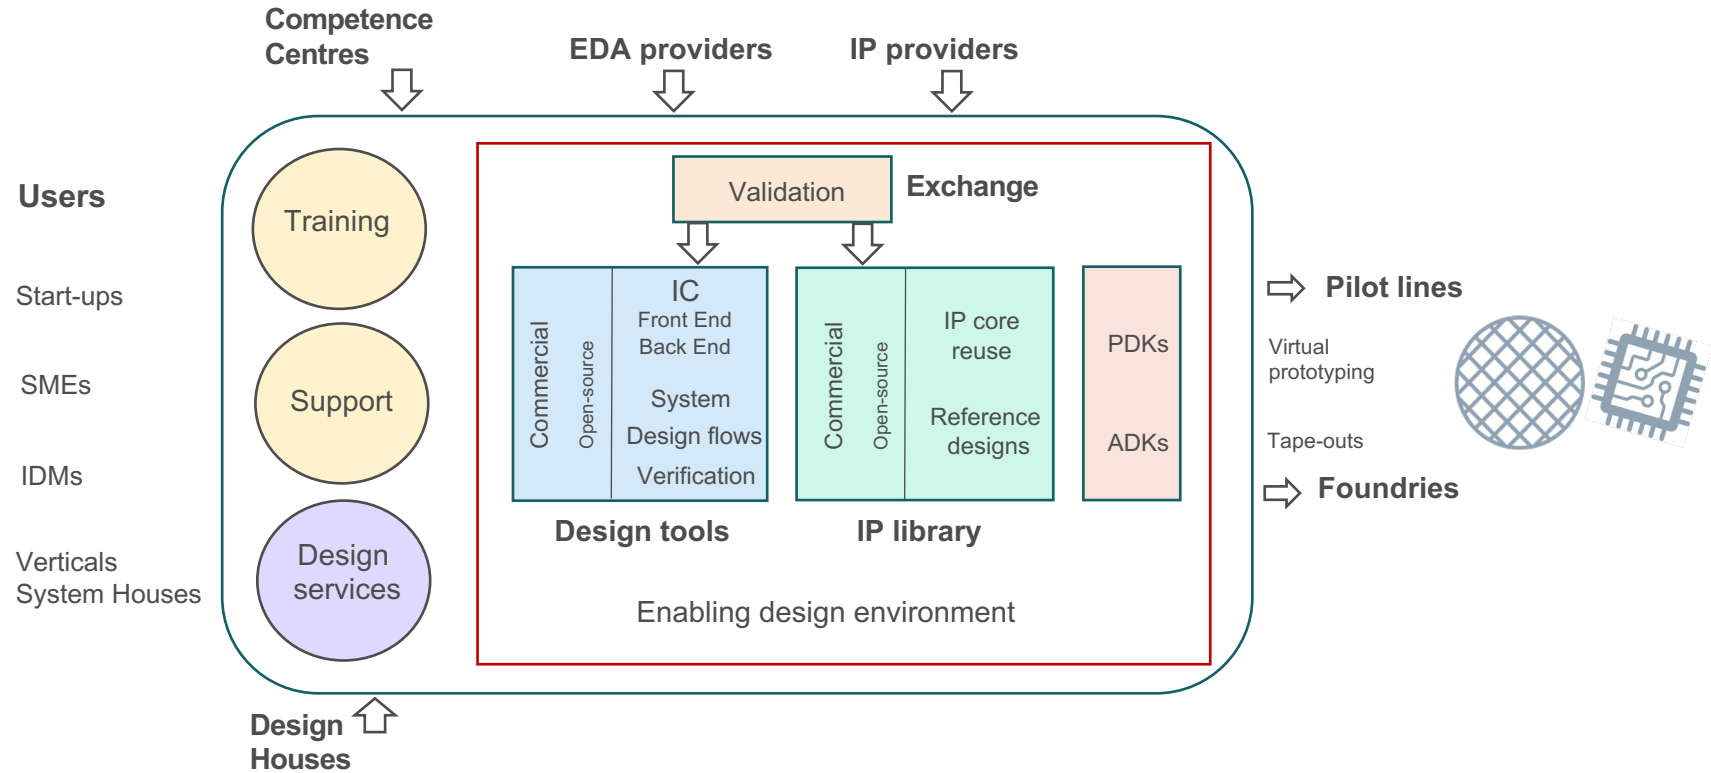 Competence
Centres
EDA providers
IP providers
Users
Start-ups
SMEs
IDMs
Verticals
System Houses
Training
Support
Design
services
Validation
Exchange
Commercial
Open-source
IC
Front End
Back End
System
Design flows
Verification
Design tools
Commercial
Open-source
IP core
reuse
Reference
designs
IP library
PDKs
ADKs
Enabling design environment
Pilot lines
Virtual
prototyping
Tape-outs
Foundries
Design
Houses